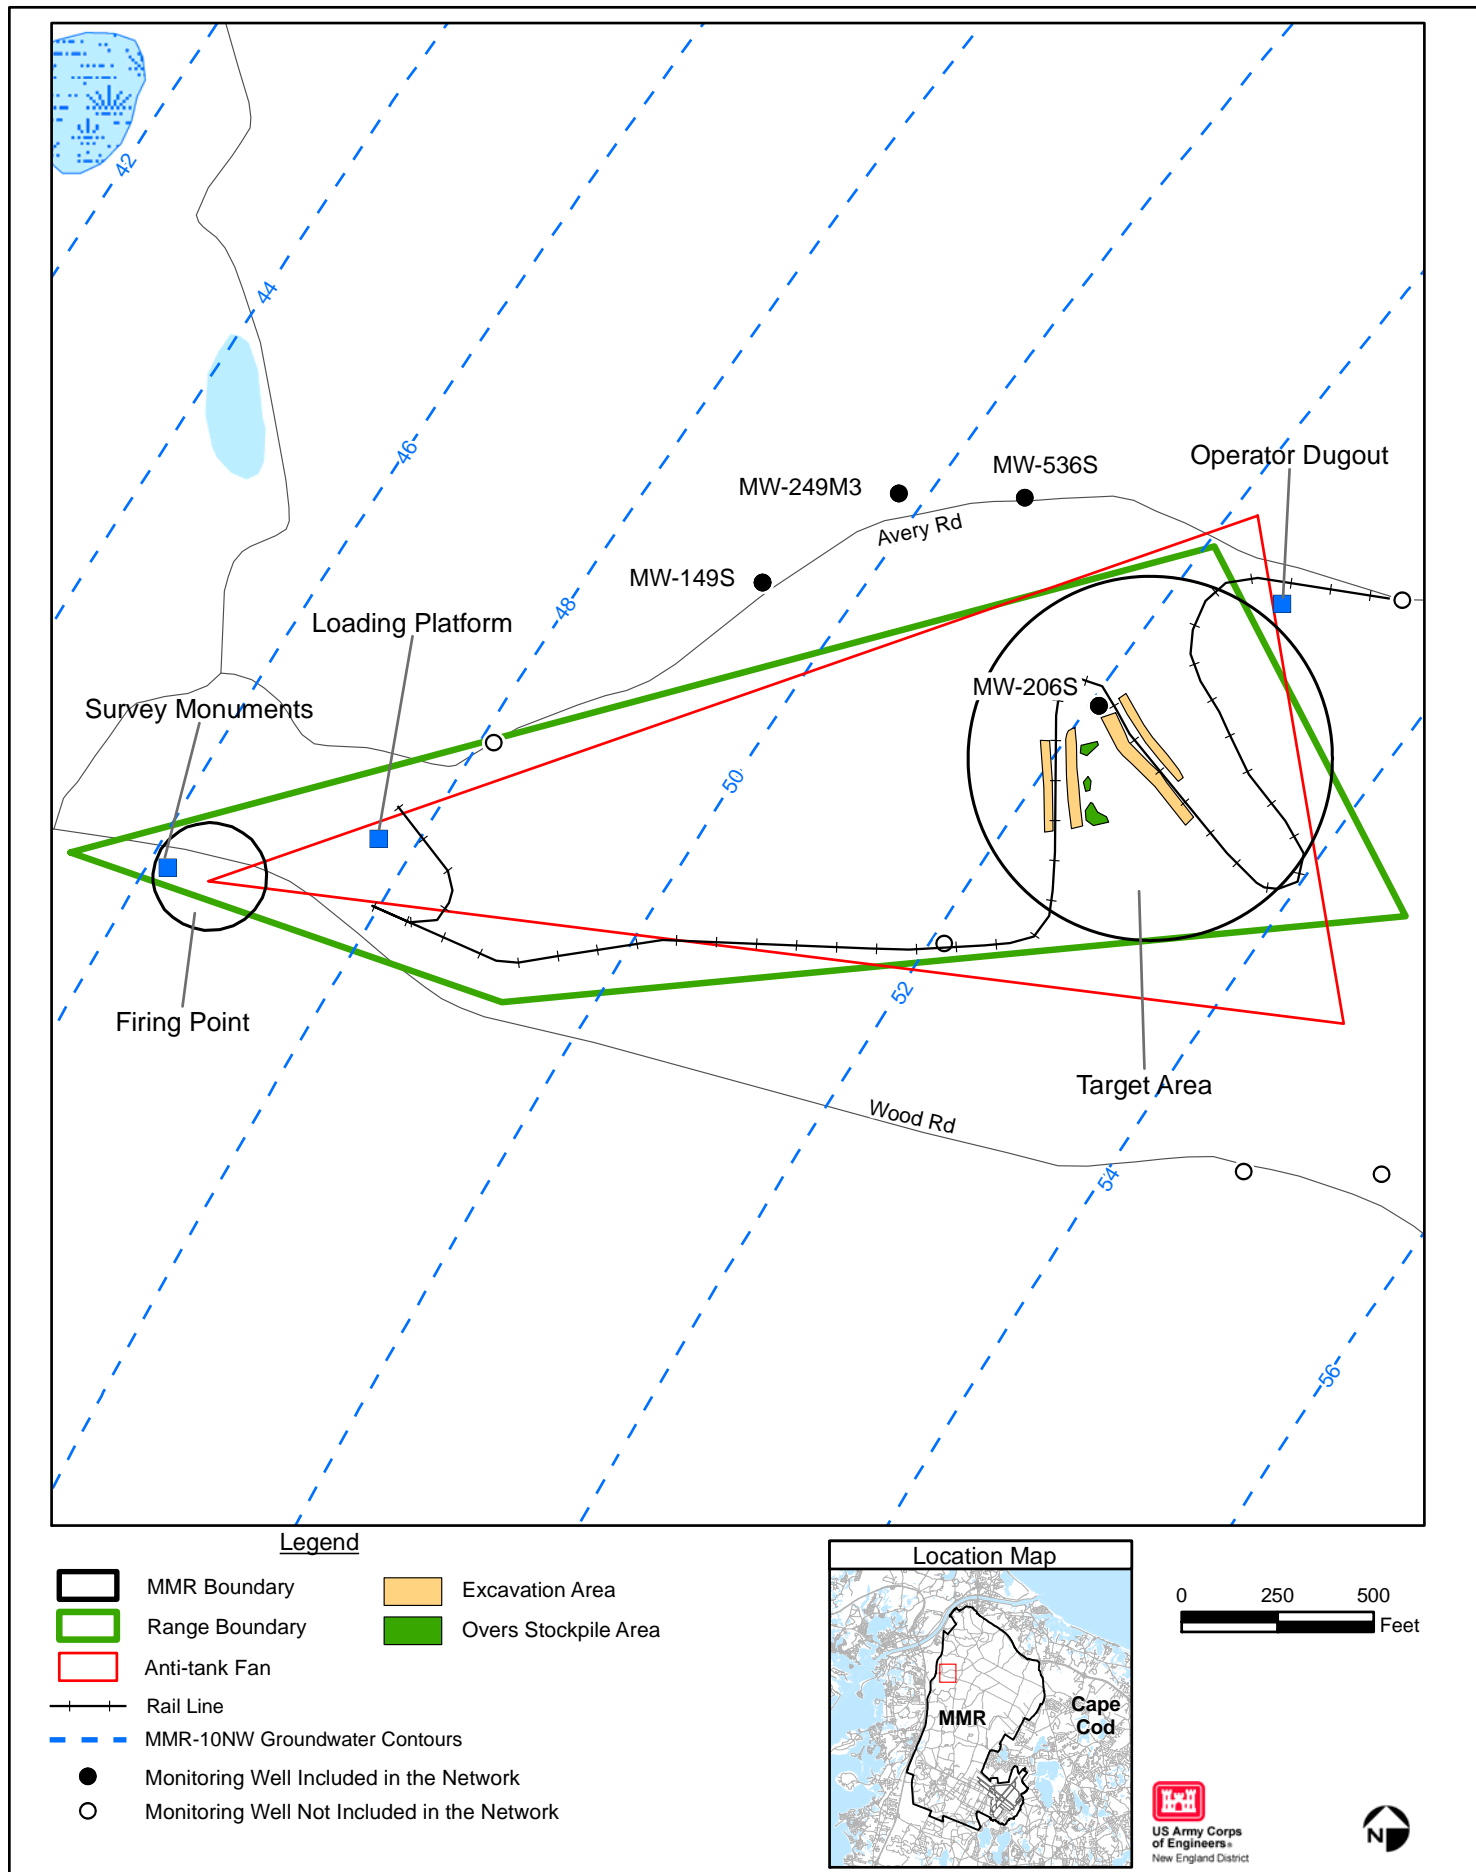 42
44
46
Operator Dugout
MW-536S
MW-249M3
Avery Rd
MW-149S
48
Loading Platform
MW-206S
Survey Monuments
50
52
Firing Point
Target Area
Wood Rd
54
56
Legend
MMR Boundary
Range Boundary
Anti-tank Fan
Rail Line
MMR-10NW Groundwater Contours
Monitoring Well Included in the Network
Monitoring Well Not Included in the Network
Excavation Area
Overs Stockpile Area
Location Map
MMR
Cape
Cod
0 250 500
Feet
US Army Corps
of Engineers®
New England District
N